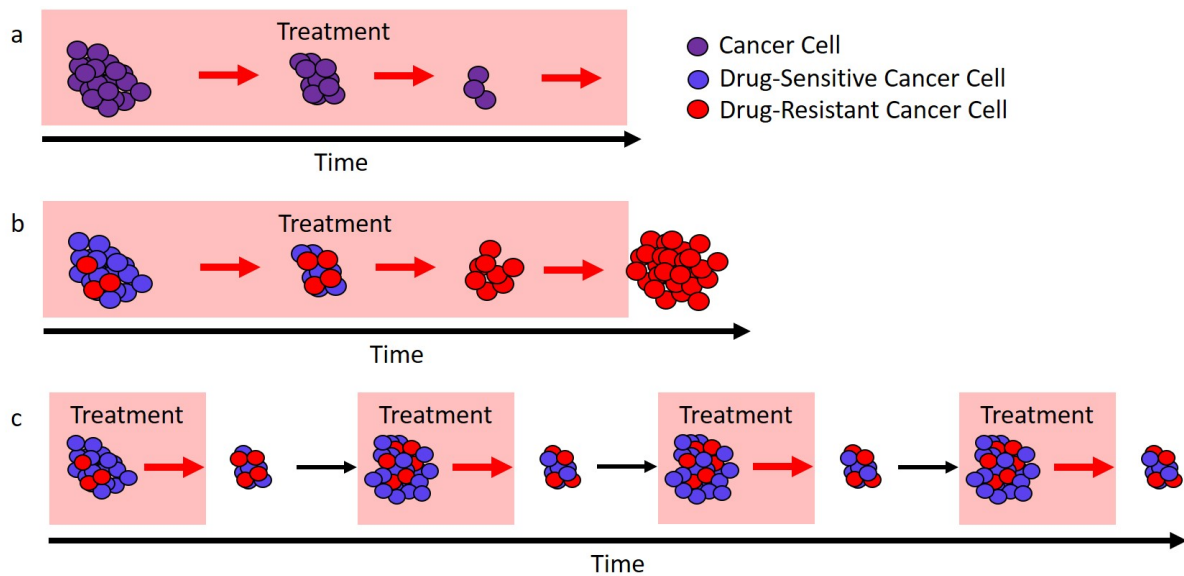 a
Treatment
Cancer Cell
Drug-Sensitive Cancer Cell
Drug-Resistant Cancer Cell
Time
b
Treatment
Time
c
Treatment
Treatment
Treatment
Treatment
Time